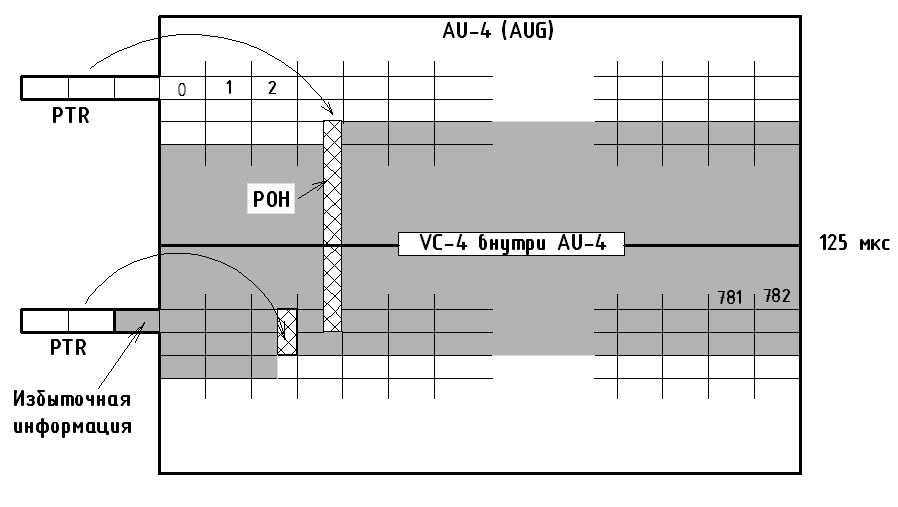 AU-4 (AUG)
0 1 2
PTR
POH
VC-4 внутри AU-4
125 мкс
781 782
PTR
Избыточная
информация